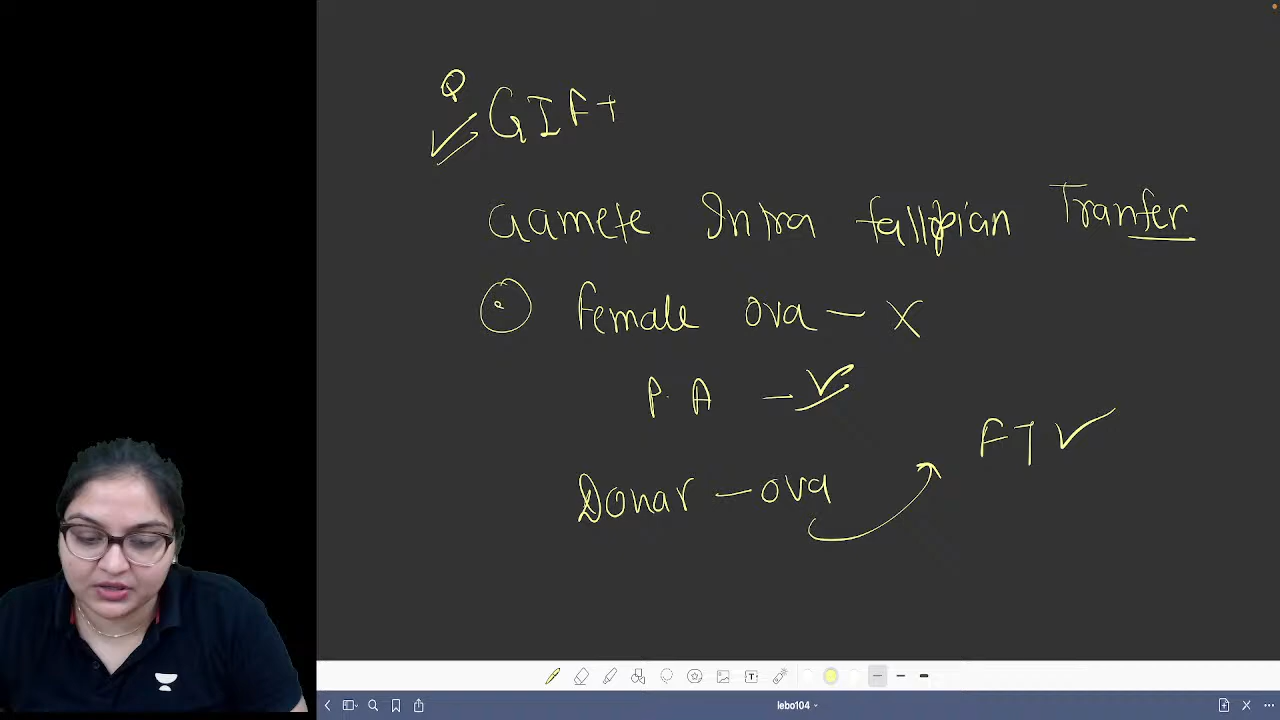 Q
GIFT
Gamete Intra fallopian Tranfer
female ova - X
P. A - ✓
FT ✓
Donar - ova
lebo104